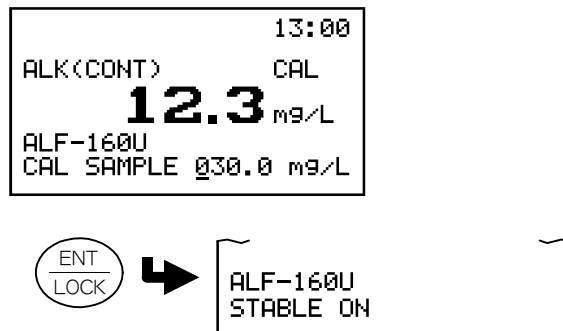 13:00
ALK(CONT) CAL
12.3 mg/L
ALF-160U
CAL SAMPLE 030.0 mg/L
ENT
LOCK
ALF-160U
STABLE ON